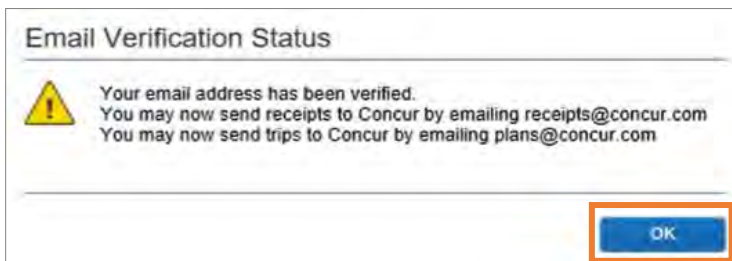 Email Verification Status
!
Your email address has been verified.
You may now send receipts to Concur by emailing receipts@concur.com
You may now send trips to Concur by emailing plans@concur.com
OK